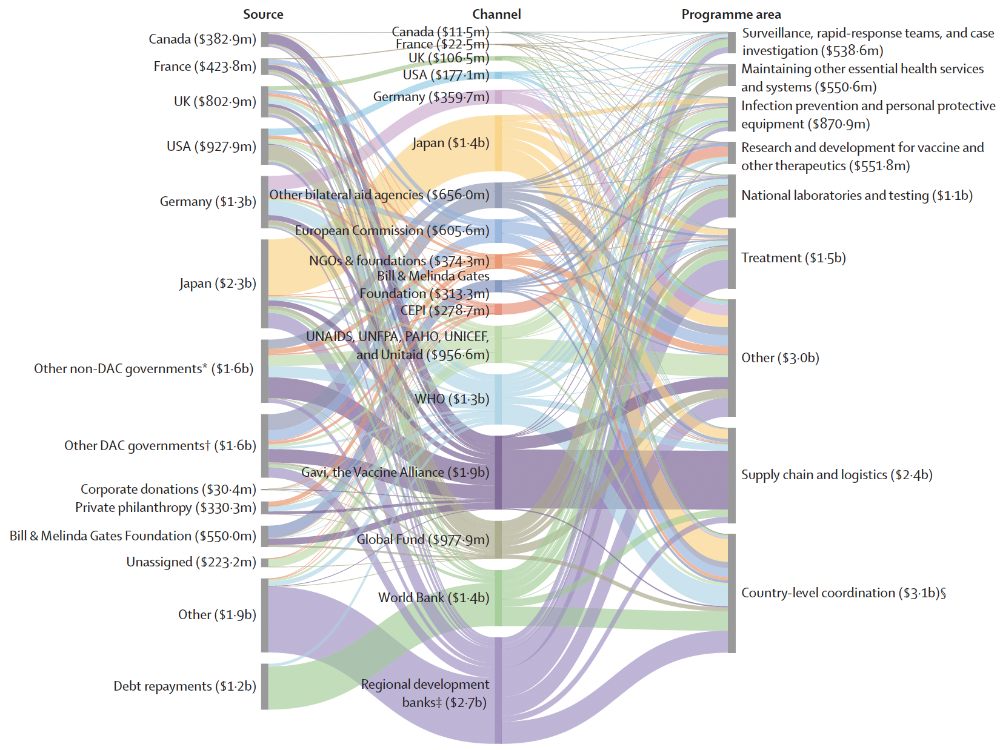 Source
Channel
Programme area
Canada ($382·9m)
France ($423·8m)
UK ($802·9m)
USA ($927·9m)
Germany ($1·3b)
Japan ($2·3b)
Other non-DAC governments* ($1·6b)
Other DAC governments† ($1·6b)
Corporate donations ($30·4m)
Private philanthropy ($330·3m)
Bill & Melinda Gates Foundation ($550·0m)
Unassigned ($223·2m)
Other ($1·9b)
Debt repayments ($1·2b)
Canada ($11·5m)
France ($22·5m)
UK ($106·5m)
USA ($177·1m)
Germany ($359·7m)
Japan ($1·4b)
Other bilateral aid agencies ($656·0m)
European Commission ($605·6m)
NGOs & foundations ($374·3m)
Bill & Melinda Gates
Foundation ($313·3m)
CEPI ($278·7m)
UNAIDS, UNFPA, PAHO, UNICEF,
and Unitaid ($956·6m)
WHO ($1·3b)
Gavi, the Vaccine Alliance ($1·9b)
Global Fund ($977·9m)
World Bank ($1·4b)
Regional development
banks‡ ($2·7b)
Surveillance, rapid-response teams, and case
investigation ($538·6m)
Maintaining other essential health services
and systems ($550·6m)
Infection prevention and personal protective
equipment ($870·9m)
Research and development for vaccine and
other therapeutics ($551·8m)
National laboratories and testing ($1·1b)
Treatment ($1·5b)
Other ($3·0b)
Supply chain and logistics ($2·4b)
Country-level coordination ($3·1b)§